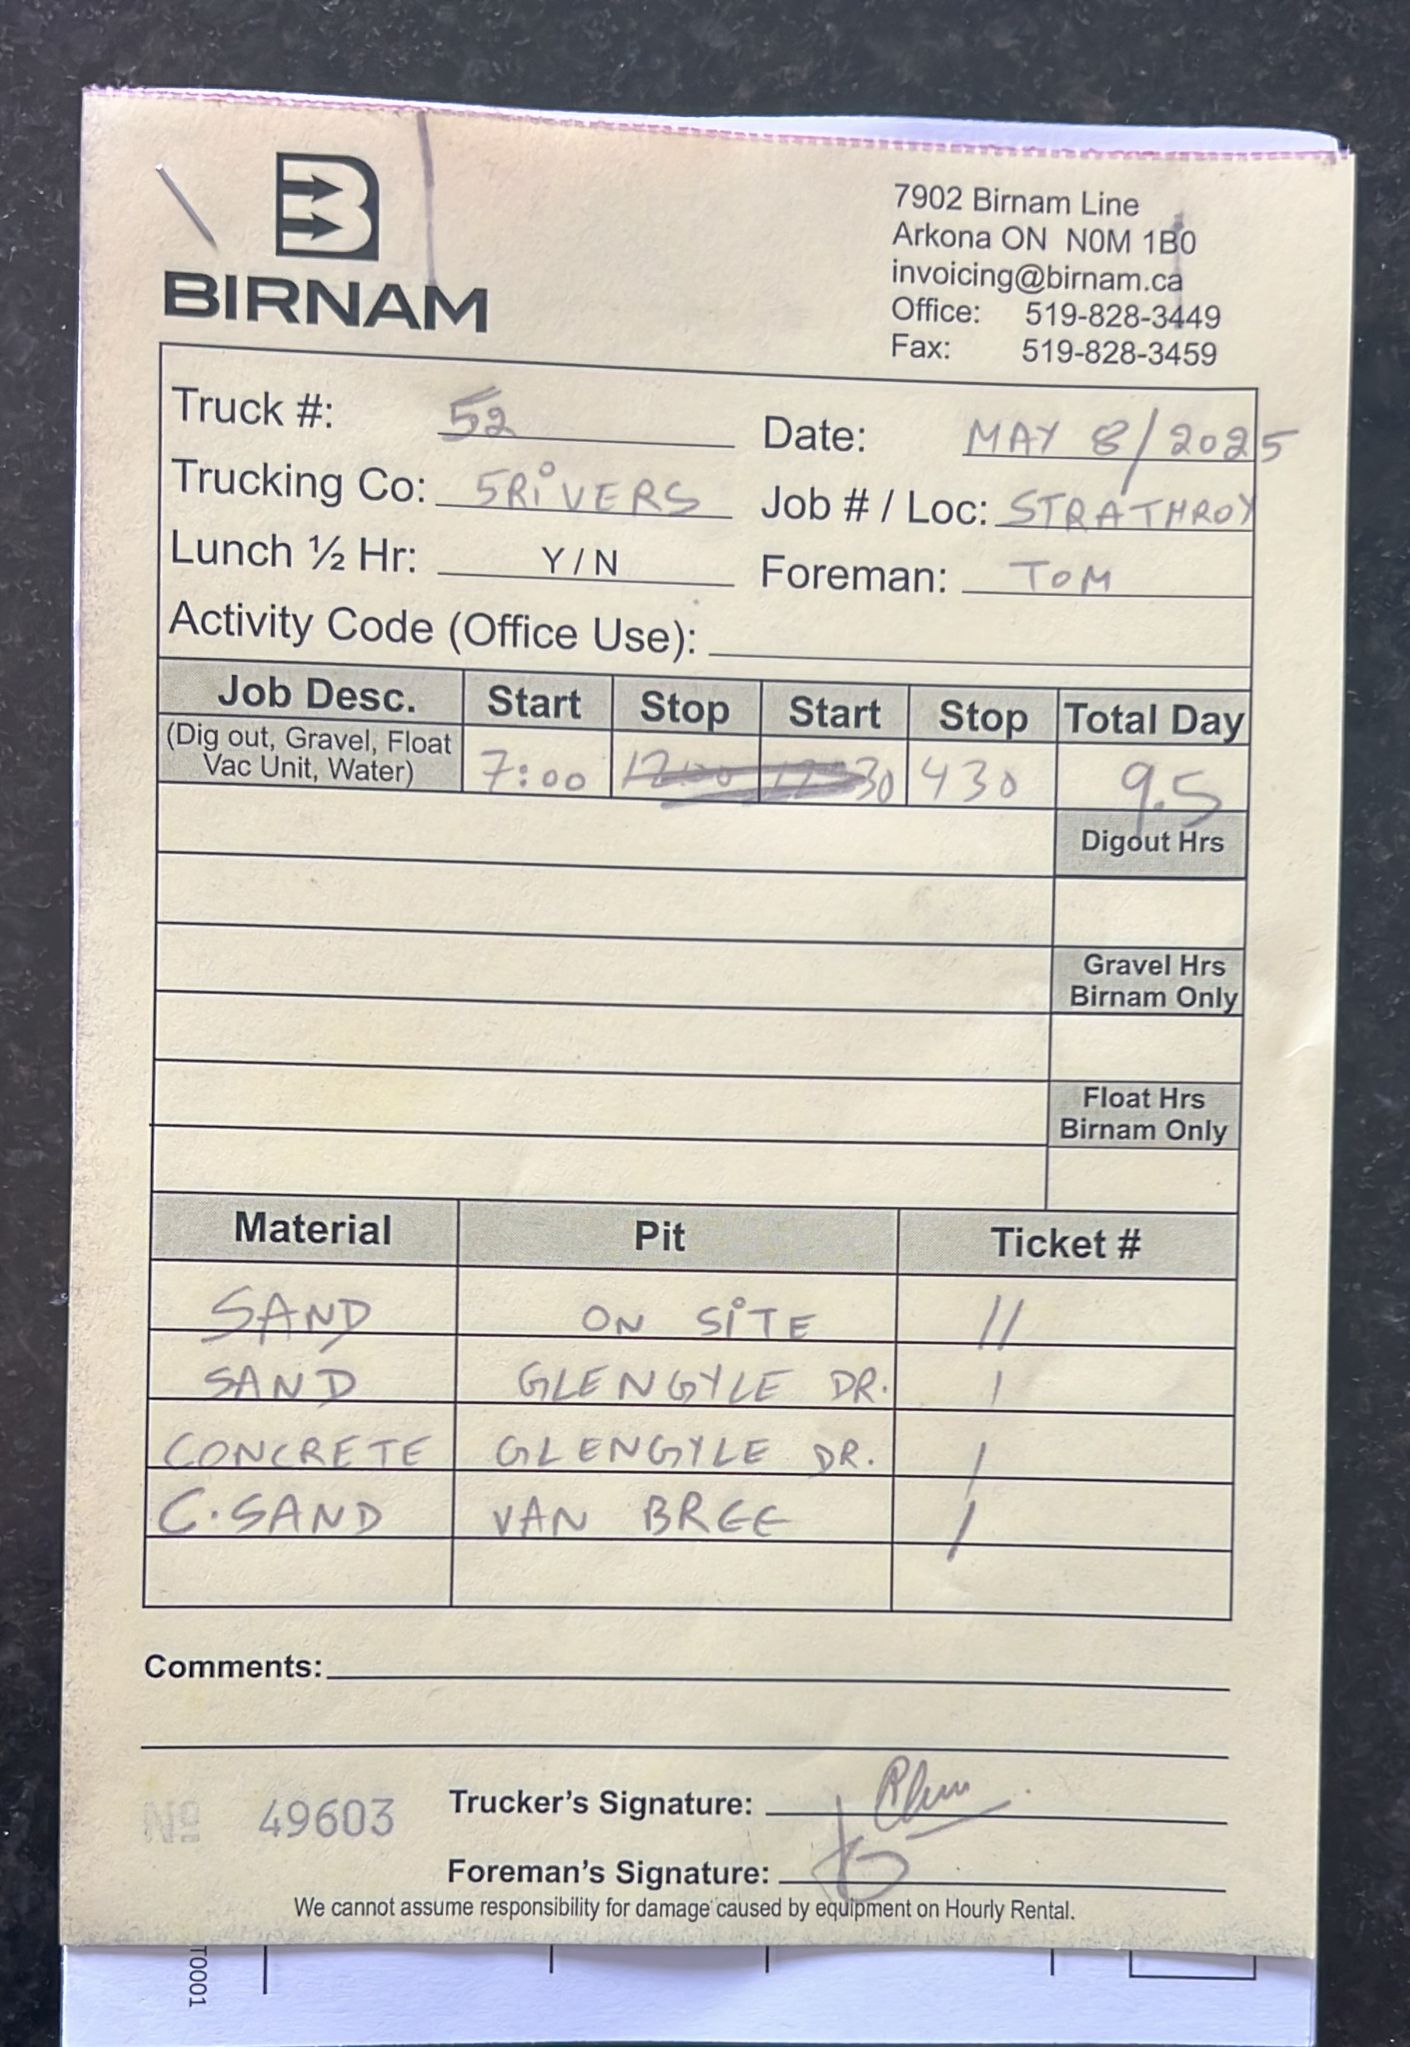 BIRNAM
7902 Birnam Line
Arkona ON N0M 1B0
invoicing@birnam.ca
Office: 519-828-3449
Fax: 519-828-3459
Truck #: 52 Date: MAY 8/2025
Trucking Co: 5RiVERS Job # / Loc: STRATHROY
Lunch ½ Hr: Y / N Foreman: TOM
Activity Code (Office Use):
Job Desc. Start Stop Start Stop Total Day
(Dig out, Gravel, Float
Vac Unit, Water) 7:00 12:00 12:30 430 9.5
Digout Hrs
Gravel Hrs
Birnam Only
Float Hrs
Birnam Only
Material Pit Ticket #
SAND ON SiTE 11
SAND GLENGYLE DR. 1
CONCRETE GLENGYLE DR. 1
C.SAND VAN BREE 1
Comments:
Trucker's Signature:
Nº 49603
Foreman's Signature:
We cannot assume responsibility for damage caused by equipment on Hourly Rental.
T0001